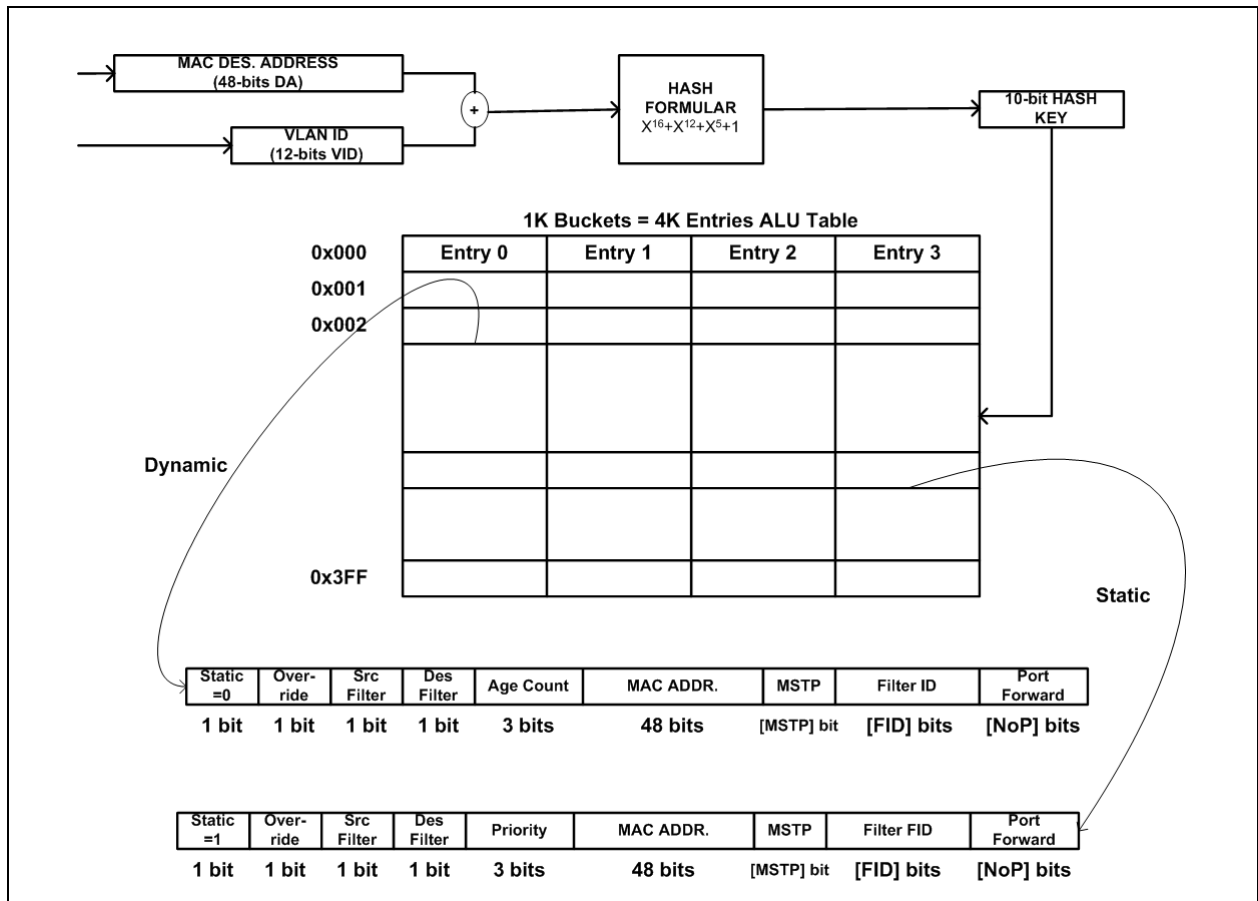 MAC DES. ADDRESS
(48-bits DA)
VLAN ID
(12-bits VID)
+
HASH
FORMULAR
X¹⁶+X¹²+X⁵+1
10-bit HASH
KEY
1K Buckets = 4K Entries ALU Table
0x000 Entry 0 Entry 1 Entry 2 Entry 3
0x001
0x002
Dynamic
0x3FF
Static
Static
=0
Over-
ride
Src
Filter
Des
Filter
Age Count
MAC ADDR.
MSTP
Filter ID
Port
Forward
1 bit 1 bit 1 bit 1 bit 3 bits 48 bits [MSTP] bit [FID] bits [NoP] bits
Static
=1
Over-
ride
Src
Filter
Des
Filter
Priority
MAC ADDR.
MSTP
Filter FID
Port
Forward
1 bit 1 bit 1 bit 1 bit 3 bits 48 bits [MSTP] bit [FID] bits [NoP] bits